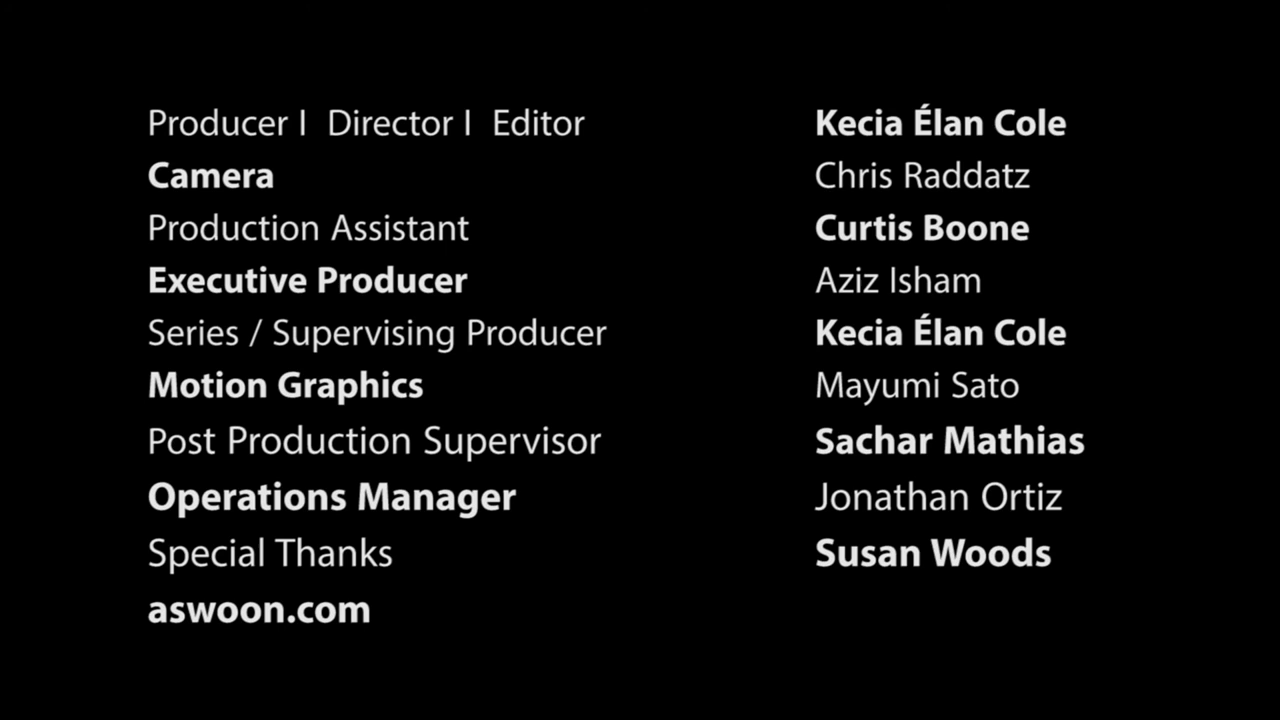 Producer I Director I Editor Kecia Élan Cole
Camera Chris Raddatz
Production Assistant Curtis Boone
Executive Producer Aziz Isham
Series / Supervising Producer Kecia Élan Cole
Motion Graphics Mayumi Sato
Post Production Supervisor Sachar Mathias
Operations Manager Jonathan Ortiz
Special Thanks Susan Woods
aswoon.com